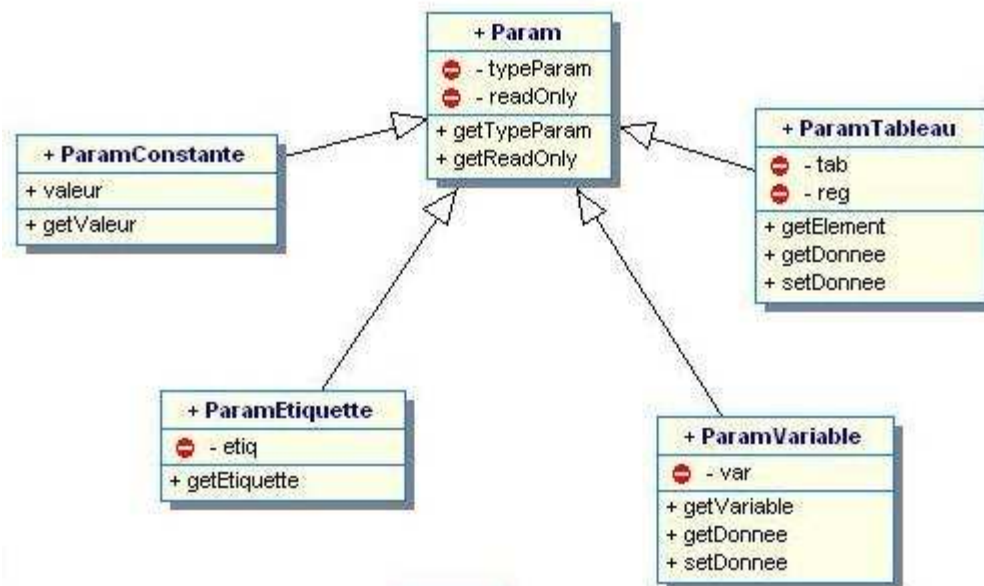 + Param
- typeParam
- readOnly
+ getTypeParam
+ getReadOnly
+ ParamConstante
+ valeur
+ getValeur
+ ParamTableau
- tab
- reg
+ getElement
+ getDonnee
+ setDonnee
+ ParamEtiquette
- etiq
+ getEtiquette
+ ParamVariable
- var
+ getVariable
+ getDonnee
+ setDonnee